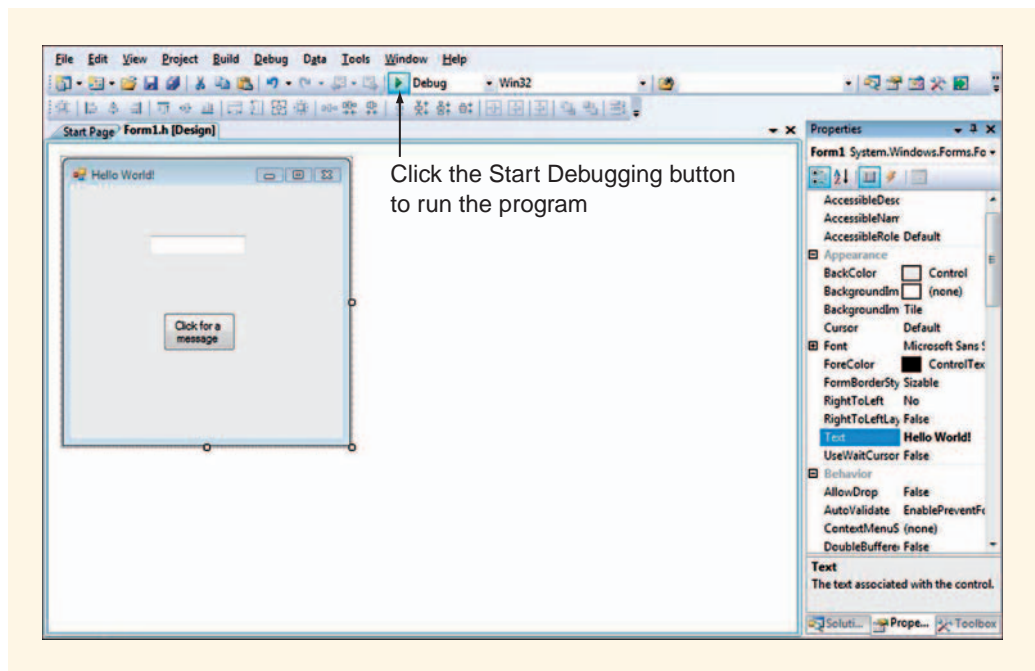 File Edit View Project Build Debug Data Tools Window Help
Debug Win32
Start Page Form1.h [Design]
Hello World!
Click for a
message
Click the Start Debugging button
to run the program
Properties
Form1 System.Windows.Forms.Fo
AccessibleDesc
AccessibleNam
AccessibleRole Default
Appearance
BackColor Control
BackgroundIm (none)
BackgroundIm Tile
Cursor Default
Font Microsoft Sans S
ForeColor ControlTex
FormBorderSty Sizable
RightToLeft No
RightToLeftLay False
Text Hello World!
UseWaitCursor False
Behavior
AllowDrop False
AutoValidate EnablePreventFo
ContextMenuS (none)
DoubleBuffere False
Text
The text associated with the control.
Soluti... Prope... Toolbox